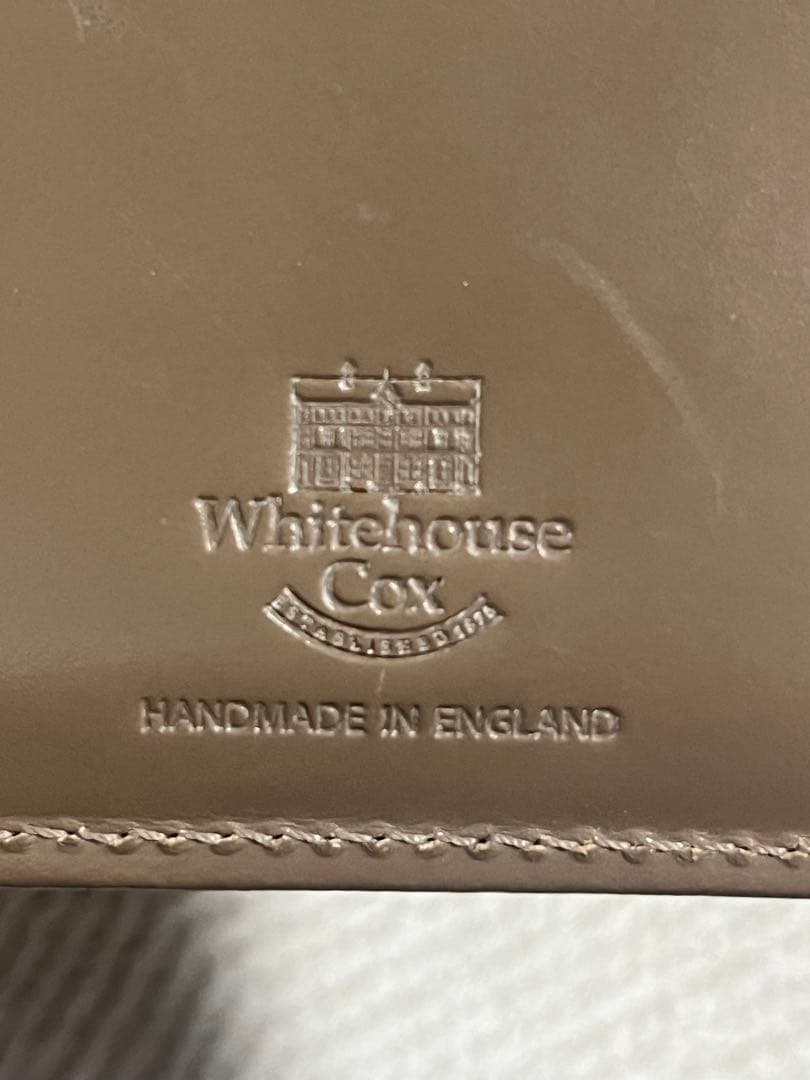 Whitehouse
Cox
ESTABLISHED 1875
HANDMADE IN ENGLAND